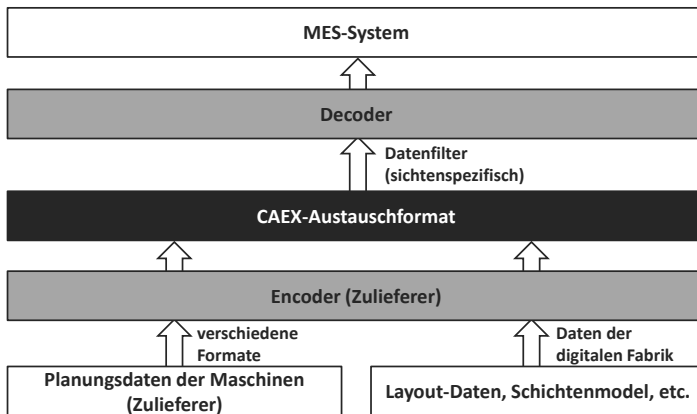 MES-System
Decoder
Datenfilter
(sichtenspezifisch)
CAEX-Austauschformat
Encoder (Zulieferer)
verschiedene
Formate
Daten der
digitalen Fabrik
Planungsdaten der Maschinen
(Zulieferer)
Layout-Daten, Schichtenmodel, etc.